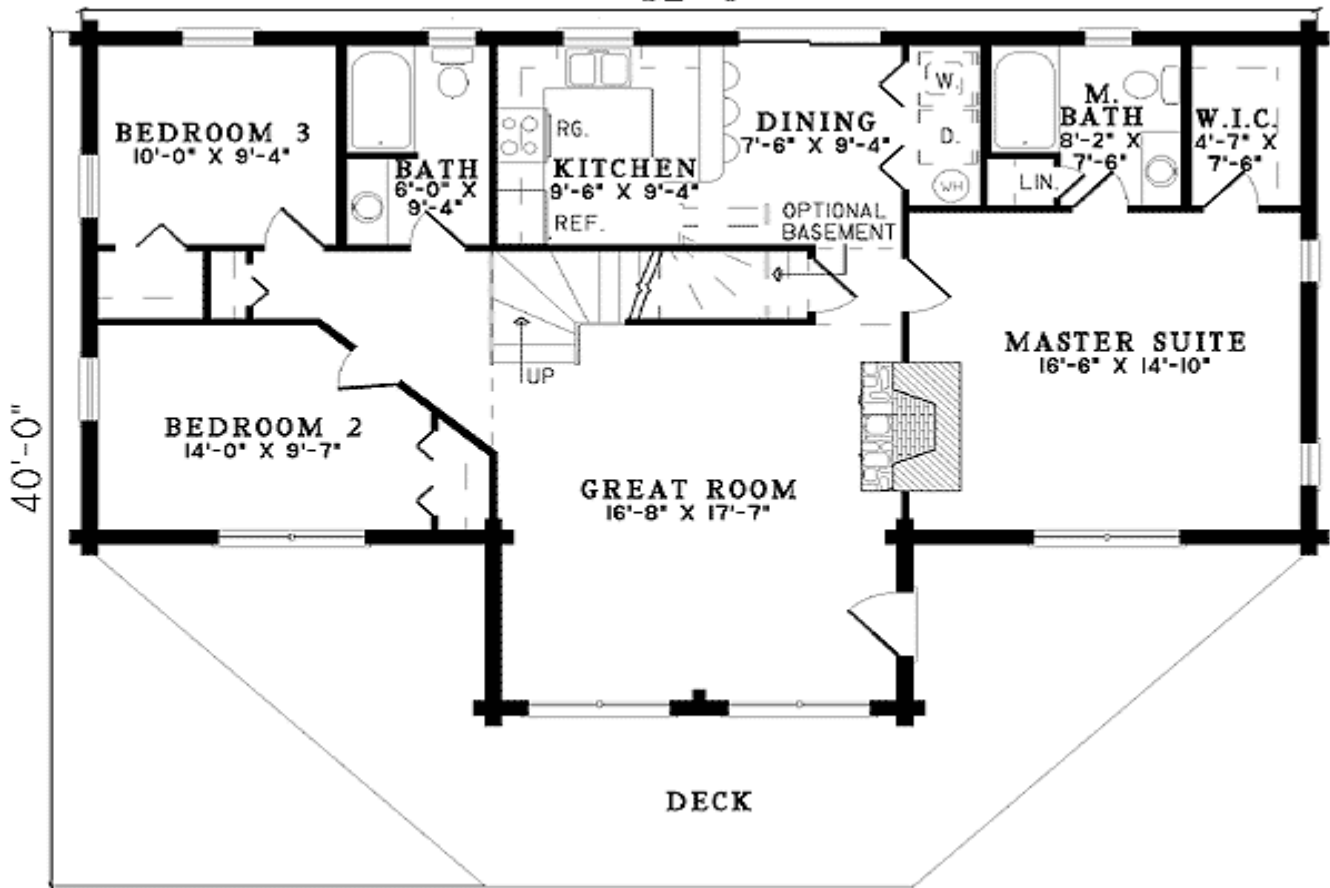 BEDROOM 3
10'-0" X 9'-4"
BATH
6'-0" X
9'-4"
RG.
KITCHEN
9'-6" X 9'-4"
REF.
DINING
7'-6" X 9'-4"
OPTIONAL
BASEMENT
W.
D.
WH
M.
BATH
8'-2" X
7'-6"
LIN.
W.I.C.
4'-7" X
7'-6"
UP
MASTER SUITE
16'-6" X 14'-10"
BEDROOM 2
14'-0" X 9'-7"
GREAT ROOM
16'-8" X 17'-7"
40'-0"
DECK